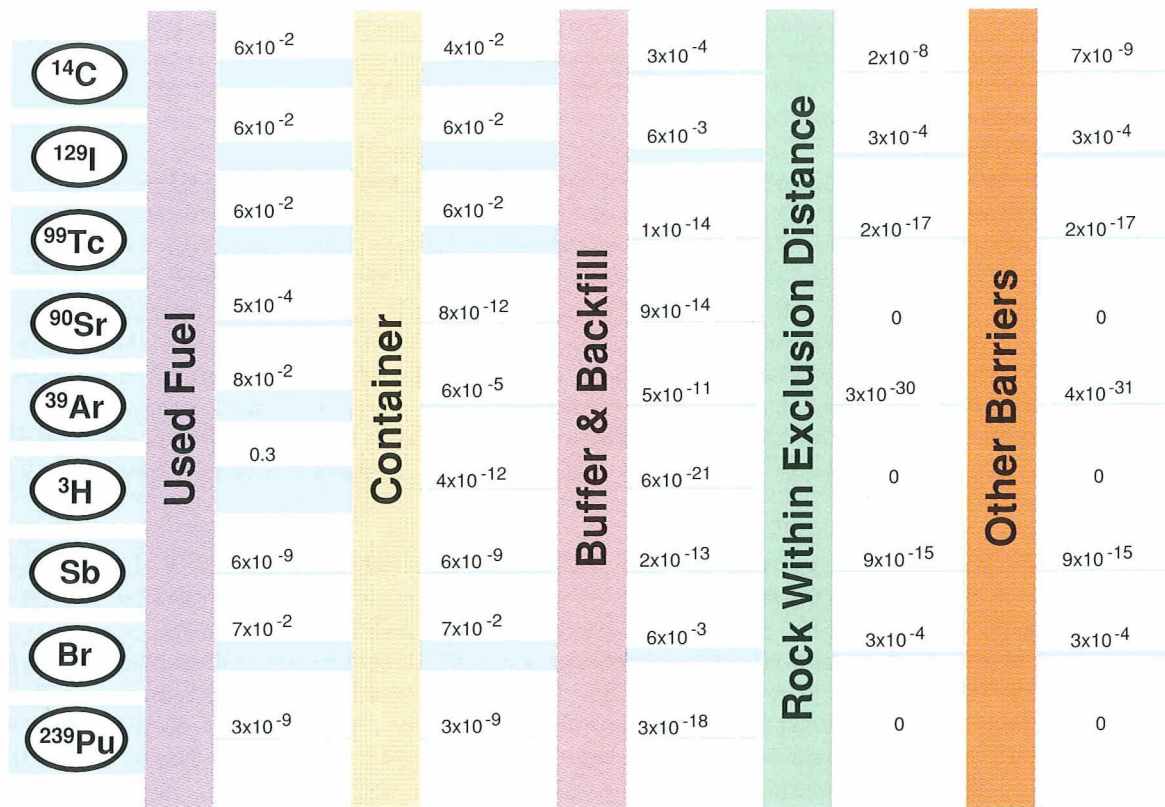 ¹⁴C 6x10⁻² 4x10⁻² 3x10⁻⁴ 2x10⁻⁸ 7x10⁻⁹
¹²⁹I 6x10⁻² 6x10⁻² 6x10⁻³ 3x10⁻⁴ 3x10⁻⁴
⁹⁹Tc 6x10⁻² 6x10⁻² 1x10⁻¹⁴ 2x10⁻¹⁷ 2x10⁻¹⁷
⁹⁰Sr 5x10⁻⁴ 8x10⁻¹² 9x10⁻¹⁴ 0 0
³⁹Ar 8x10⁻² 6x10⁻⁵ 5x10⁻¹¹ 3x10⁻³⁰ 4x10⁻³¹
³H 0.3 4x10⁻¹² 6x10⁻²¹ 0 0
Sb 6x10⁻⁹ 6x10⁻⁹ 2x10⁻¹³ 9x10⁻¹⁵ 9x10⁻¹⁵
Br 7x10⁻² 7x10⁻² 6x10⁻³ 3x10⁻⁴ 3x10⁻⁴
²³⁹Pu 3x10⁻⁹ 3x10⁻⁹ 3x10⁻¹⁸ 0 0
Used Fuel
Container
Buffer & Backfill
Rock Within Exclusion Distance
Other Barriers